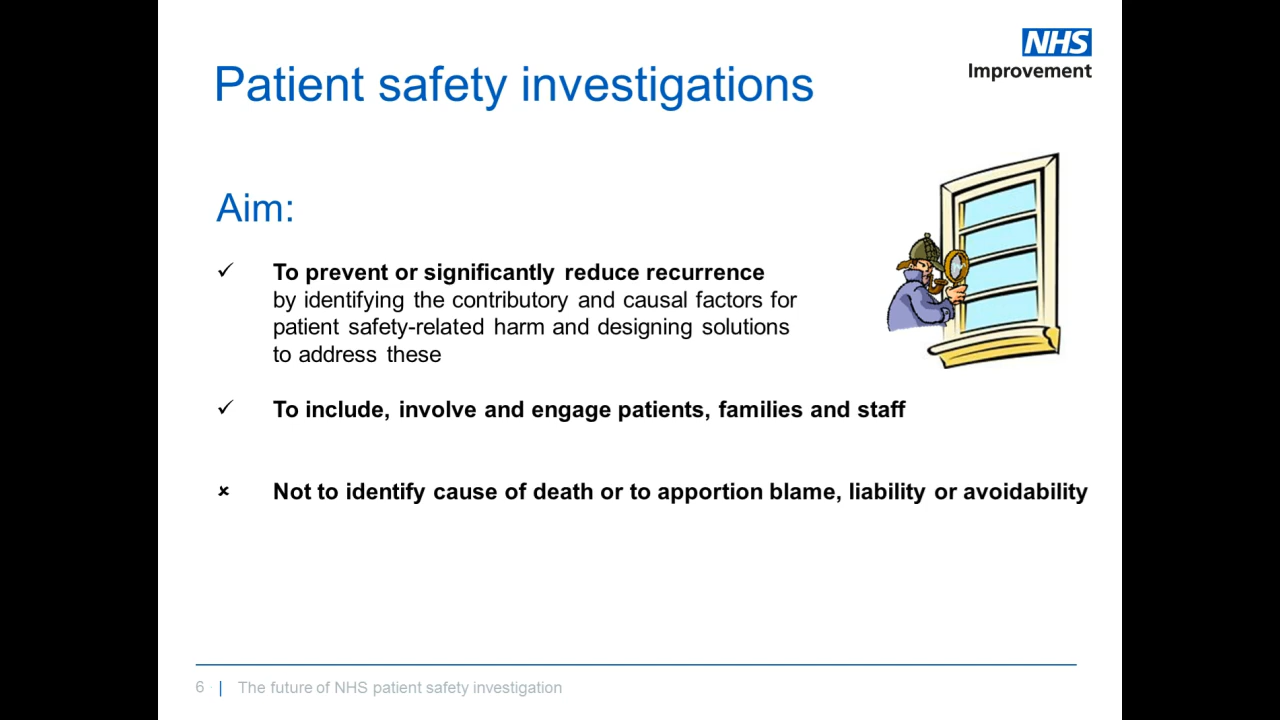 NHS
Improvement
Patient safety investigations
Aim:
✓ To prevent or significantly reduce recurrence
by identifying the contributory and causal factors for
patient safety-related harm and designing solutions
to address these
✓ To include, involve and engage patients, families and staff
× Not to identify cause of death or to apportion blame, liability or avoidability
6 | The future of NHS patient safety investigation